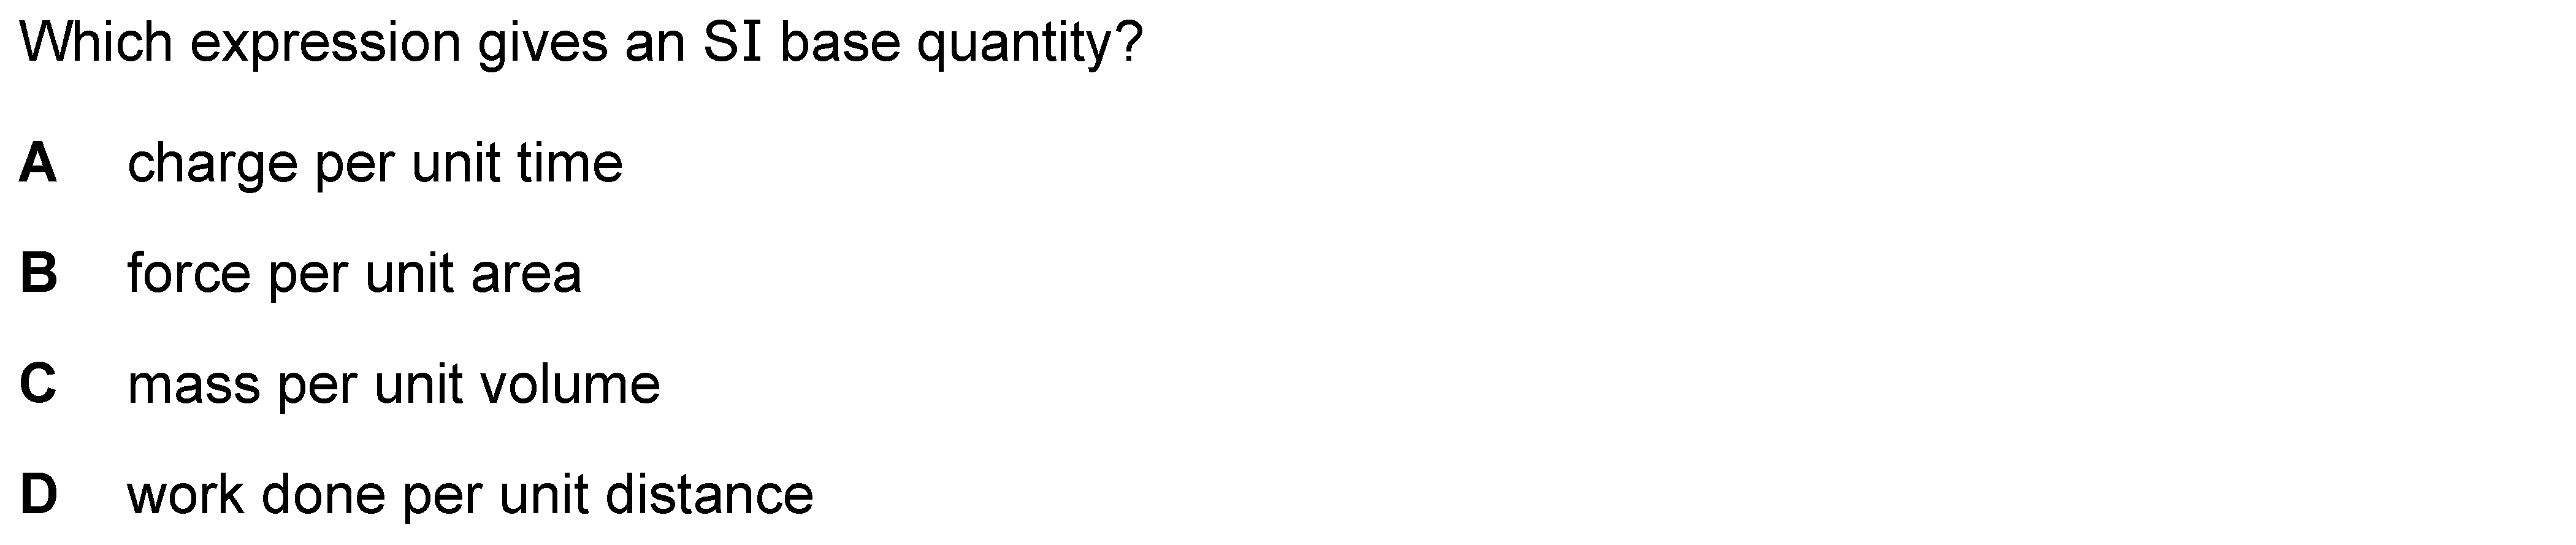 Which expression gives an SI base quantity?
A charge per unit time
B force per unit area
C mass per unit volume
D work done per unit distance